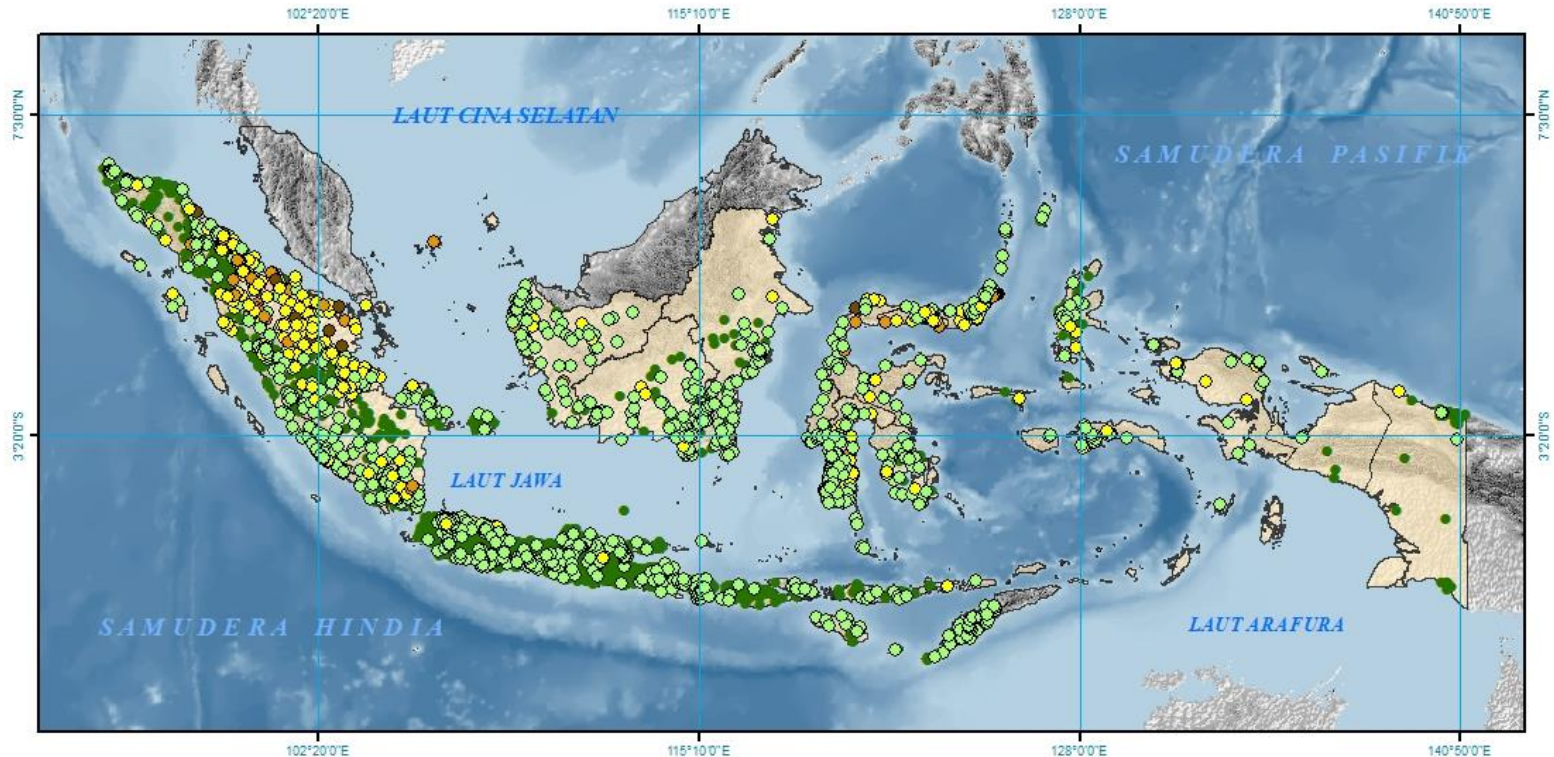 102°20'0"E 115°10'0"E 128°0'0"E 140°50'0"E
7°30'0"N 7°30'0"N
LAUT CINA SELATAN
SAMUDERA PASIFIK
3°20'0"S 3°20'0"S
LAUT JAWA
SAMUDERA HINDIA
LAUT ARAFURA
102°20'0"E 115°10'0"E 128°0'0"E 140°50'0"E